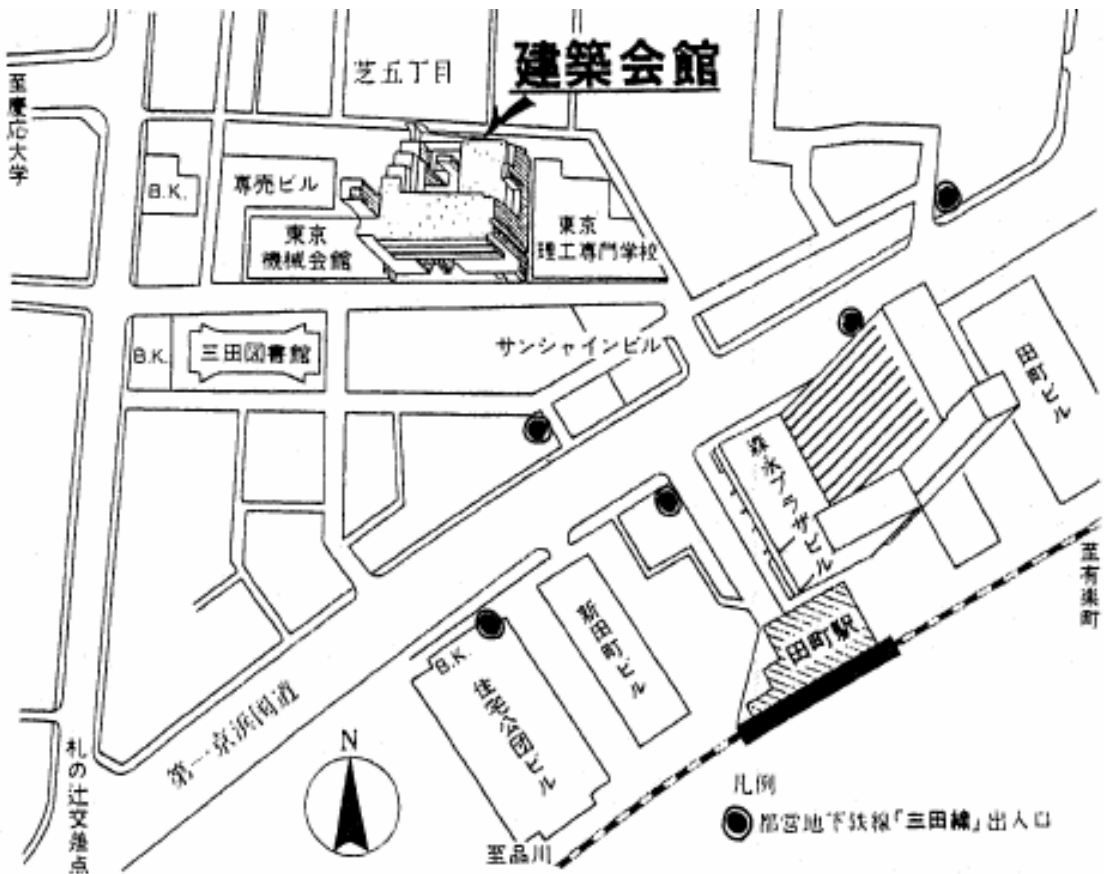 建築会館
芝五丁目
至慶応大学
B.K.
専売ビル
東京
機械会館
東京
理工専門学校
B.K.
三田図書館
サンシャインビル
田町ビル
森永プラザビル
至有楽町
新田町ビル
田町駅
B.K.
住宅公団ビル
第一京浜国道
N
札の辻交差点
至品川
凡例
都営地下鉄線「三田線」出入口